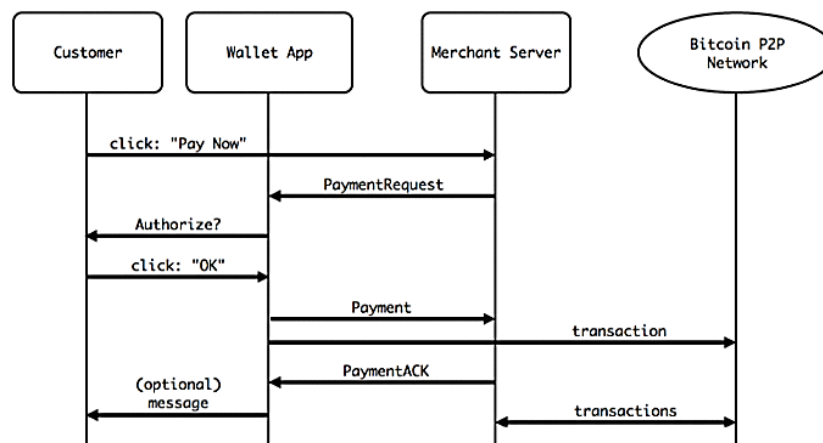 Customer
Wallet App
Merchant Server
Bitcoin P2P
Network
click: "Pay Now"
PaymentRequest
Authorize?
click: "OK"
Payment
transaction
PaymentACK
(optional)
message
transactions